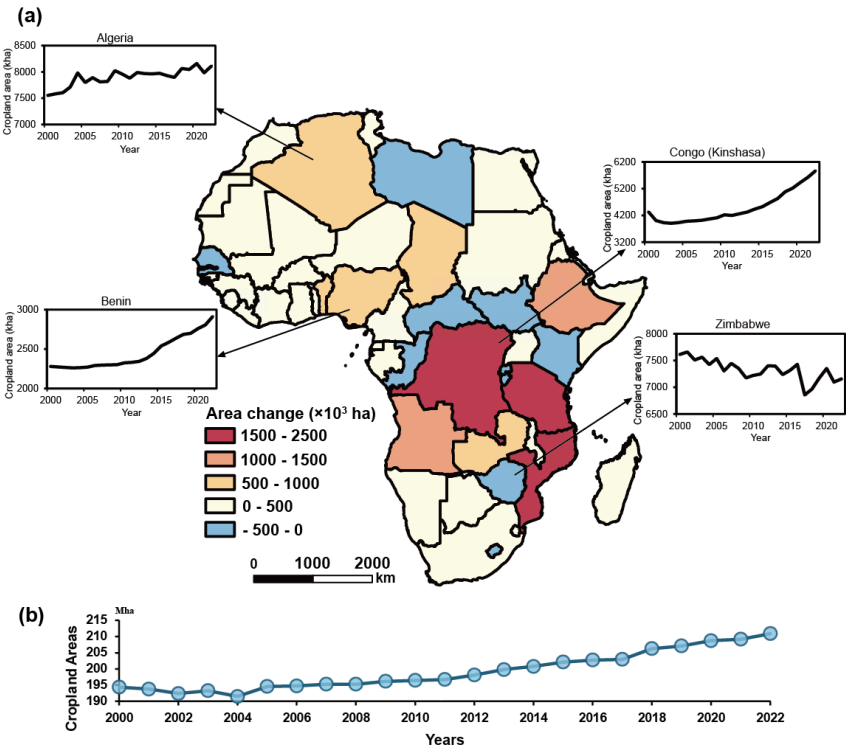 (a)
Algeria
Cropland area (kha)
8500
8000
7500
7000
2000 2005 2010 2015 2020
Year
Congo (Kinshasa)
Cropland area (kha)
6200
5200
4200
3200
2000 2005 2010 2015 2020
Year
Benin
Cropland area (kha)
3000
2500
2000
2000 2005 2010 2015 2020
Year
Zimbabwe
Cropland area (kha)
8000
7500
7000
6500
2000 2005 2010 2015 2020
Year
Area change (×10³ ha)
1500 - 2500
1000 - 1500
500 - 1000
0 - 500
- 500 - 0
0 1000 2000
km
(b)
Mha
Cropland Areas
215
210
205
200
195
190
2000 2002 2004 2006 2008 2010 2012 2014 2016 2018 2020 2022
Years